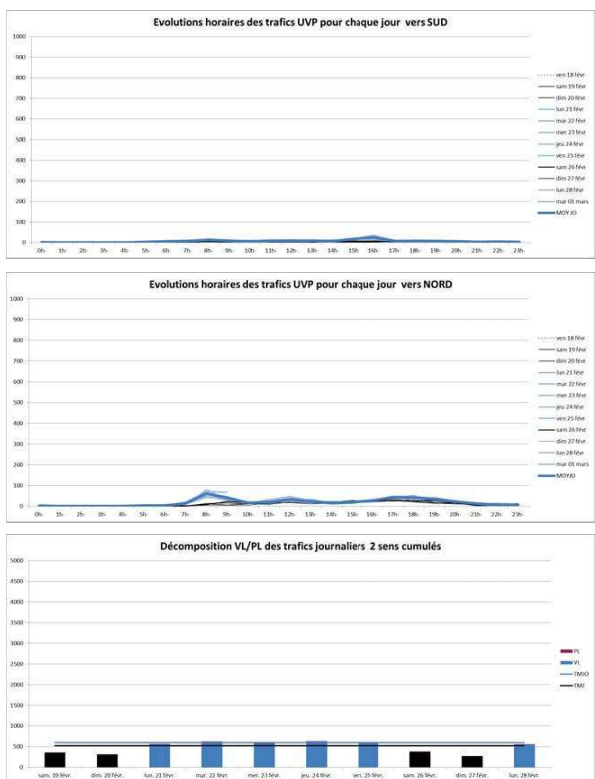 Evolutions horaires des trafics UVP pour chaque jour vers SUD
1000
900
800
700
600
500
400
300
200
100
0
0h 1h 2h 3h 4h 5h 6h 7h 8h 9h 10h 11h 12h 13h 14h 15h 16h 17h 18h 19h 20h 21h 22h 23h
ven 18 févr
sam 19 févr
dim 20 févr
lun 21 févr
mar 22 févr
mer 23 févr
jeu 24 févr
ven 25 févr
sam 26 févr
dim 27 févr
lun 28 févr
mar 01 mars
MOY JO
Evolutions horaires des trafics UVP pour chaque jour vers NORD
1000
900
800
700
600
500
400
300
200
100
0
0h 1h 2h 3h 4h 5h 6h 7h 8h 9h 10h 11h 12h 13h 14h 15h 16h 17h 18h 19h 20h 21h 22h 23h
ven 18 févr
sam 19 févr
dim 20 févr
lun 21 févr
mar 22 févr
mer 23 févr
jeu 24 févr
ven 25 févr
sam 26 févr
dim 27 févr
lun 28 févr
mar 01 mars
MOYJO
Décomposition VL/PL des trafics journaliers 2 sens cumulés
5000
4500
4000
3500
3000
2500
2000
1500
1000
500
0
sam. 19 févr. dim. 20 févr. lun. 21 févr. mar. 22 févr. mer. 23 févr. jeu. 24 févr. ven. 25 févr. sam. 26 févr. dim. 27 févr. lun. 28 févr.
PL
VL
TMJO
TMJ